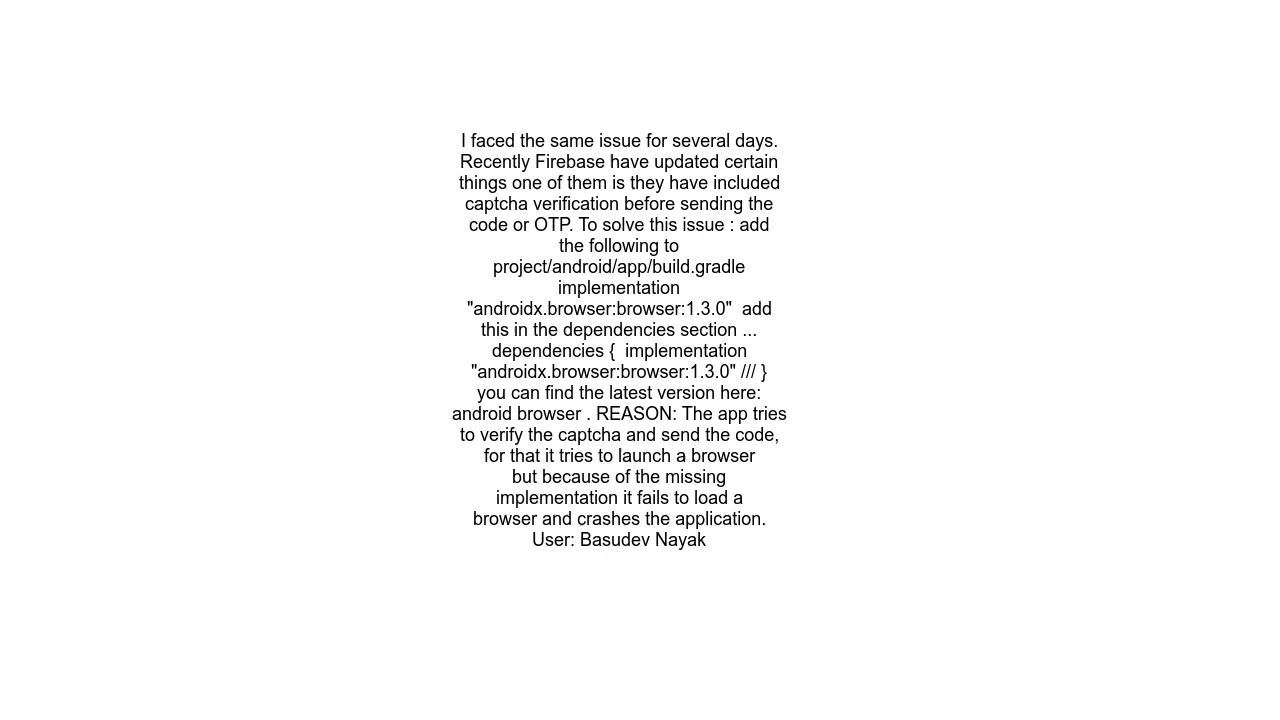 I faced the same issue for several days.
Recently Firebase have updated certain
things one of them is they have included
captcha verification before sending the
code or OTP. To solve this issue : add
the following to
project/android/app/build.gradle
implementation
"androidx.browser:browser:1.3.0"  add
this in the dependencies section ...
dependencies {  implementation
"androidx.browser:browser:1.3.0" /// }
you can find the latest version here:
android browser . REASON: The app tries
to verify the captcha and send the code,
for that it tries to launch a browser
but because of the missing
implementation it fails to load a
browser and crashes the application.
User: Basudev Nayak